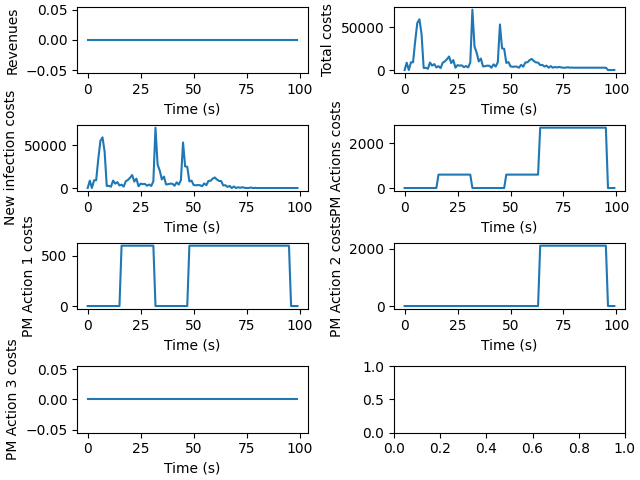 Revenues
0.05
0.00
−0.05
0 25 50 75 100
Time (s)
Total costs
50000
0
0 25 50 75 100
Time (s)
New infection costs
50000
0
0 25 50 75 100
Time (s)
PM Actions costs
2000
0
0 25 50 75 100
Time (s)
PM Action 1 costs
500
0
0 25 50 75 100
Time (s)
PM Action 2 costs
2000
0
0 25 50 75 100
Time (s)
PM Action 3 costs
0.05
0.00
−0.05
0 25 50 75 100
Time (s)
1.0
0.5
0.0
0.0 0.2 0.4 0.6 0.8 1.0